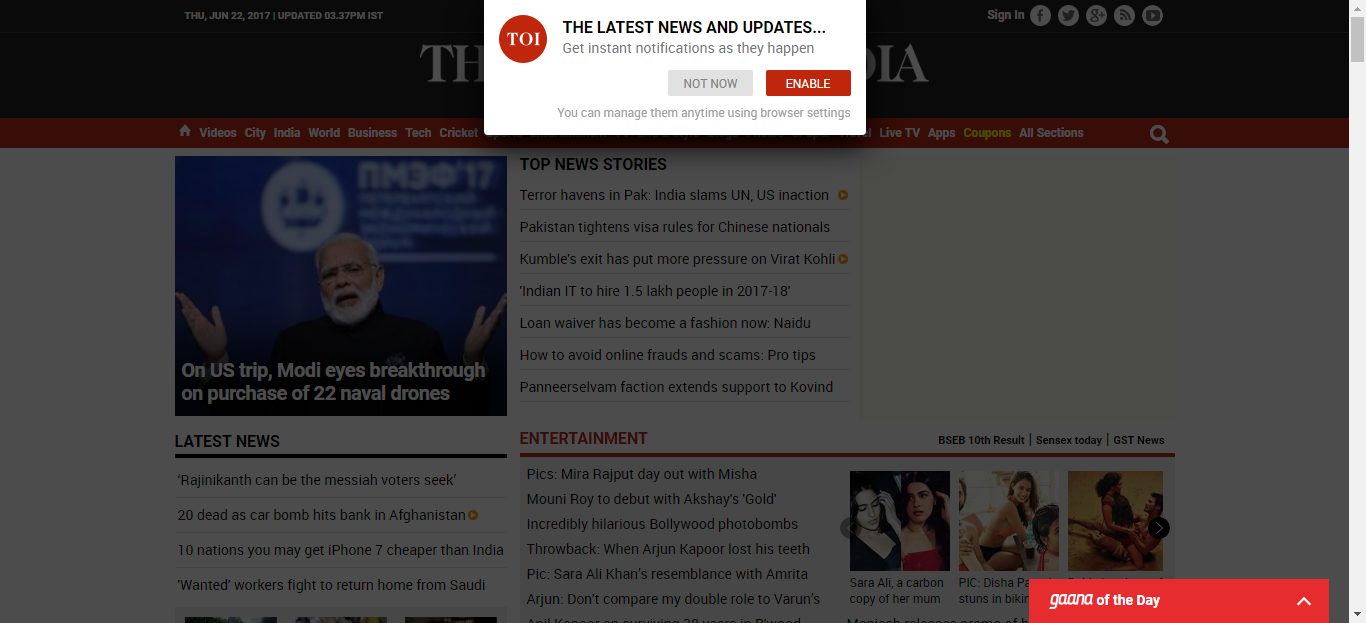 THU, JUN 22, 2017 | UPDATED 03.37PM IST
Sign In
TOI
THE LATEST NEWS AND UPDATES...
Get instant notifications as they happen
NOT NOW
ENABLE
You can manage them anytime using browser settings
TH
DIA
Videos City India World Business Tech Cricket
Live TV Apps Coupons All Sections
ПМЭФ'17
On US trip, Modi eyes breakthrough
on purchase of 22 naval drones
TOP NEWS STORIES
Terror havens in Pak: India slams UN, US inaction
Pakistan tightens visa rules for Chinese nationals
Kumble's exit has put more pressure on Virat Kohli
'Indian IT to hire 1.5 lakh people in 2017-18'
Loan waiver has become a fashion now: Naidu
How to avoid online frauds and scams: Pro tips
Panneerselvam faction extends support to Kovind
LATEST NEWS
'Rajinikanth can be the messiah voters seek'
20 dead as car bomb hits bank in Afghanistan
10 nations you may get iPhone 7 cheaper than India
'Wanted' workers fight to return home from Saudi
ENTERTAINMENT
BSEB 10th Result | Sensex today | GST News
Pics: Mira Rajput day out with Misha
Mouni Roy to debut with Akshay's 'Gold'
Incredibly hilarious Bollywood photobombs
Throwback: When Arjun Kapoor lost his teeth
Pic: Sara Ali Khan's resemblance with Amrita
Arjun: Don't compare my double role to Varun's
Anil Kapoor on surviving 38 years in B'wood
Sara Ali, a carbon
copy of her mum
PIC: Disha Pa
stuns in bikin
gaana of the Day